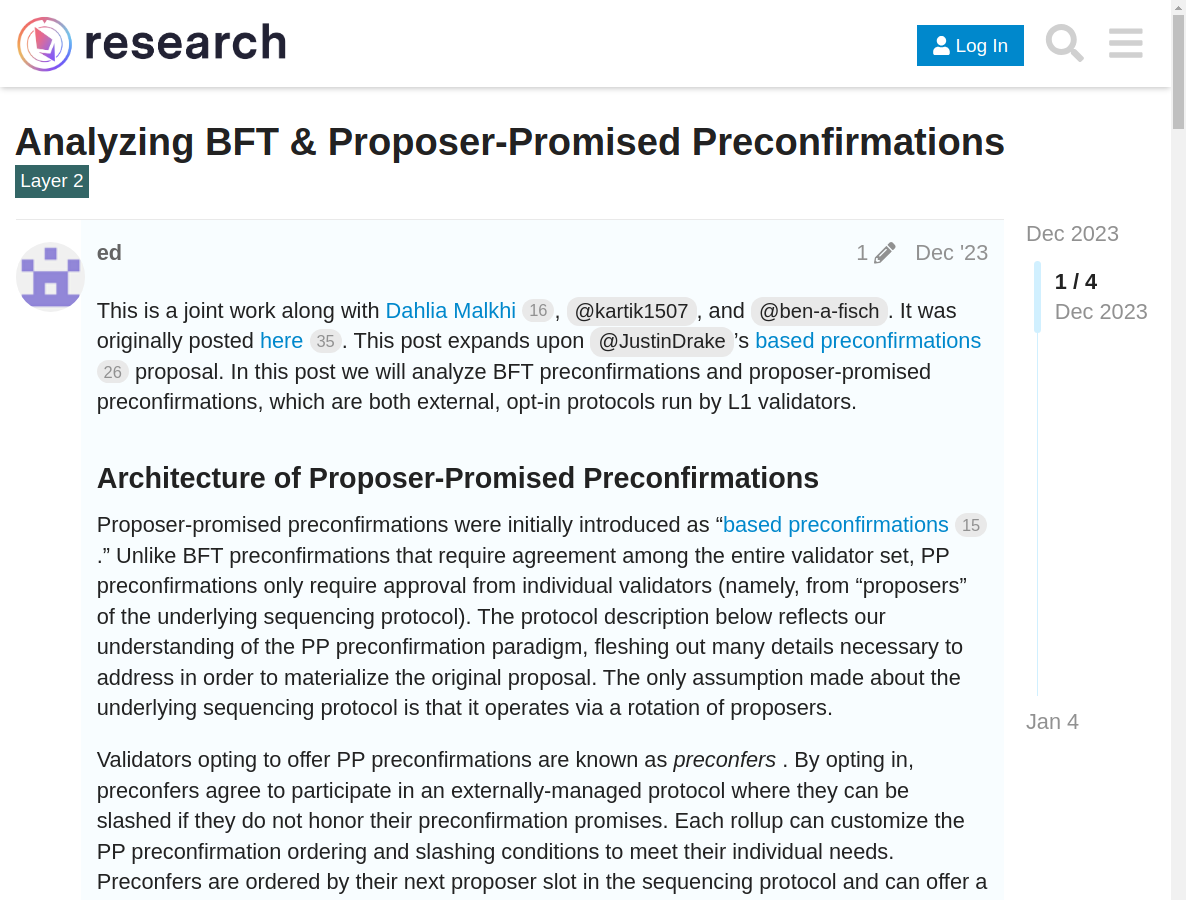 research
Log In
Analyzing BFT & Proposer-Promised Preconfirmations
Layer 2
ed
1
Dec '23
This is a joint work along with Dahlia Malkhi 16, @kartik1507, and @ben-a-fisch. It was
originally posted here 35. This post expands upon @JustinDrake’s based preconfirmations
26 proposal. In this post we will analyze BFT preconfirmations and proposer-promised
preconfirmations, which are both external, opt-in protocols run by L1 validators.
Architecture of Proposer-Promised Preconfirmations
Proposer-promised preconfirmations were initially introduced as “based preconfirmations 15
.” Unlike BFT preconfirmations that require agreement among the entire validator set, PP
preconfirmations only require approval from individual validators (namely, from “proposers”
of the underlying sequencing protocol). The protocol description below reflects our
understanding of the PP preconfirmation paradigm, fleshing out many details necessary to
address in order to materialize the original proposal. The only assumption made about the
underlying sequencing protocol is that it operates via a rotation of proposers.
Validators opting to offer PP preconfirmations are known as preconfers . By opting in,
preconfers agree to participate in an externally-managed protocol where they can be
slashed if they do not honor their preconfirmation promises. Each rollup can customize the
PP preconfirmation ordering and slashing conditions to meet their individual needs.
Preconfers are ordered by their next proposer slot in the sequencing protocol and can offer a
Dec 2023
1 / 4
Dec 2023
Jan 4